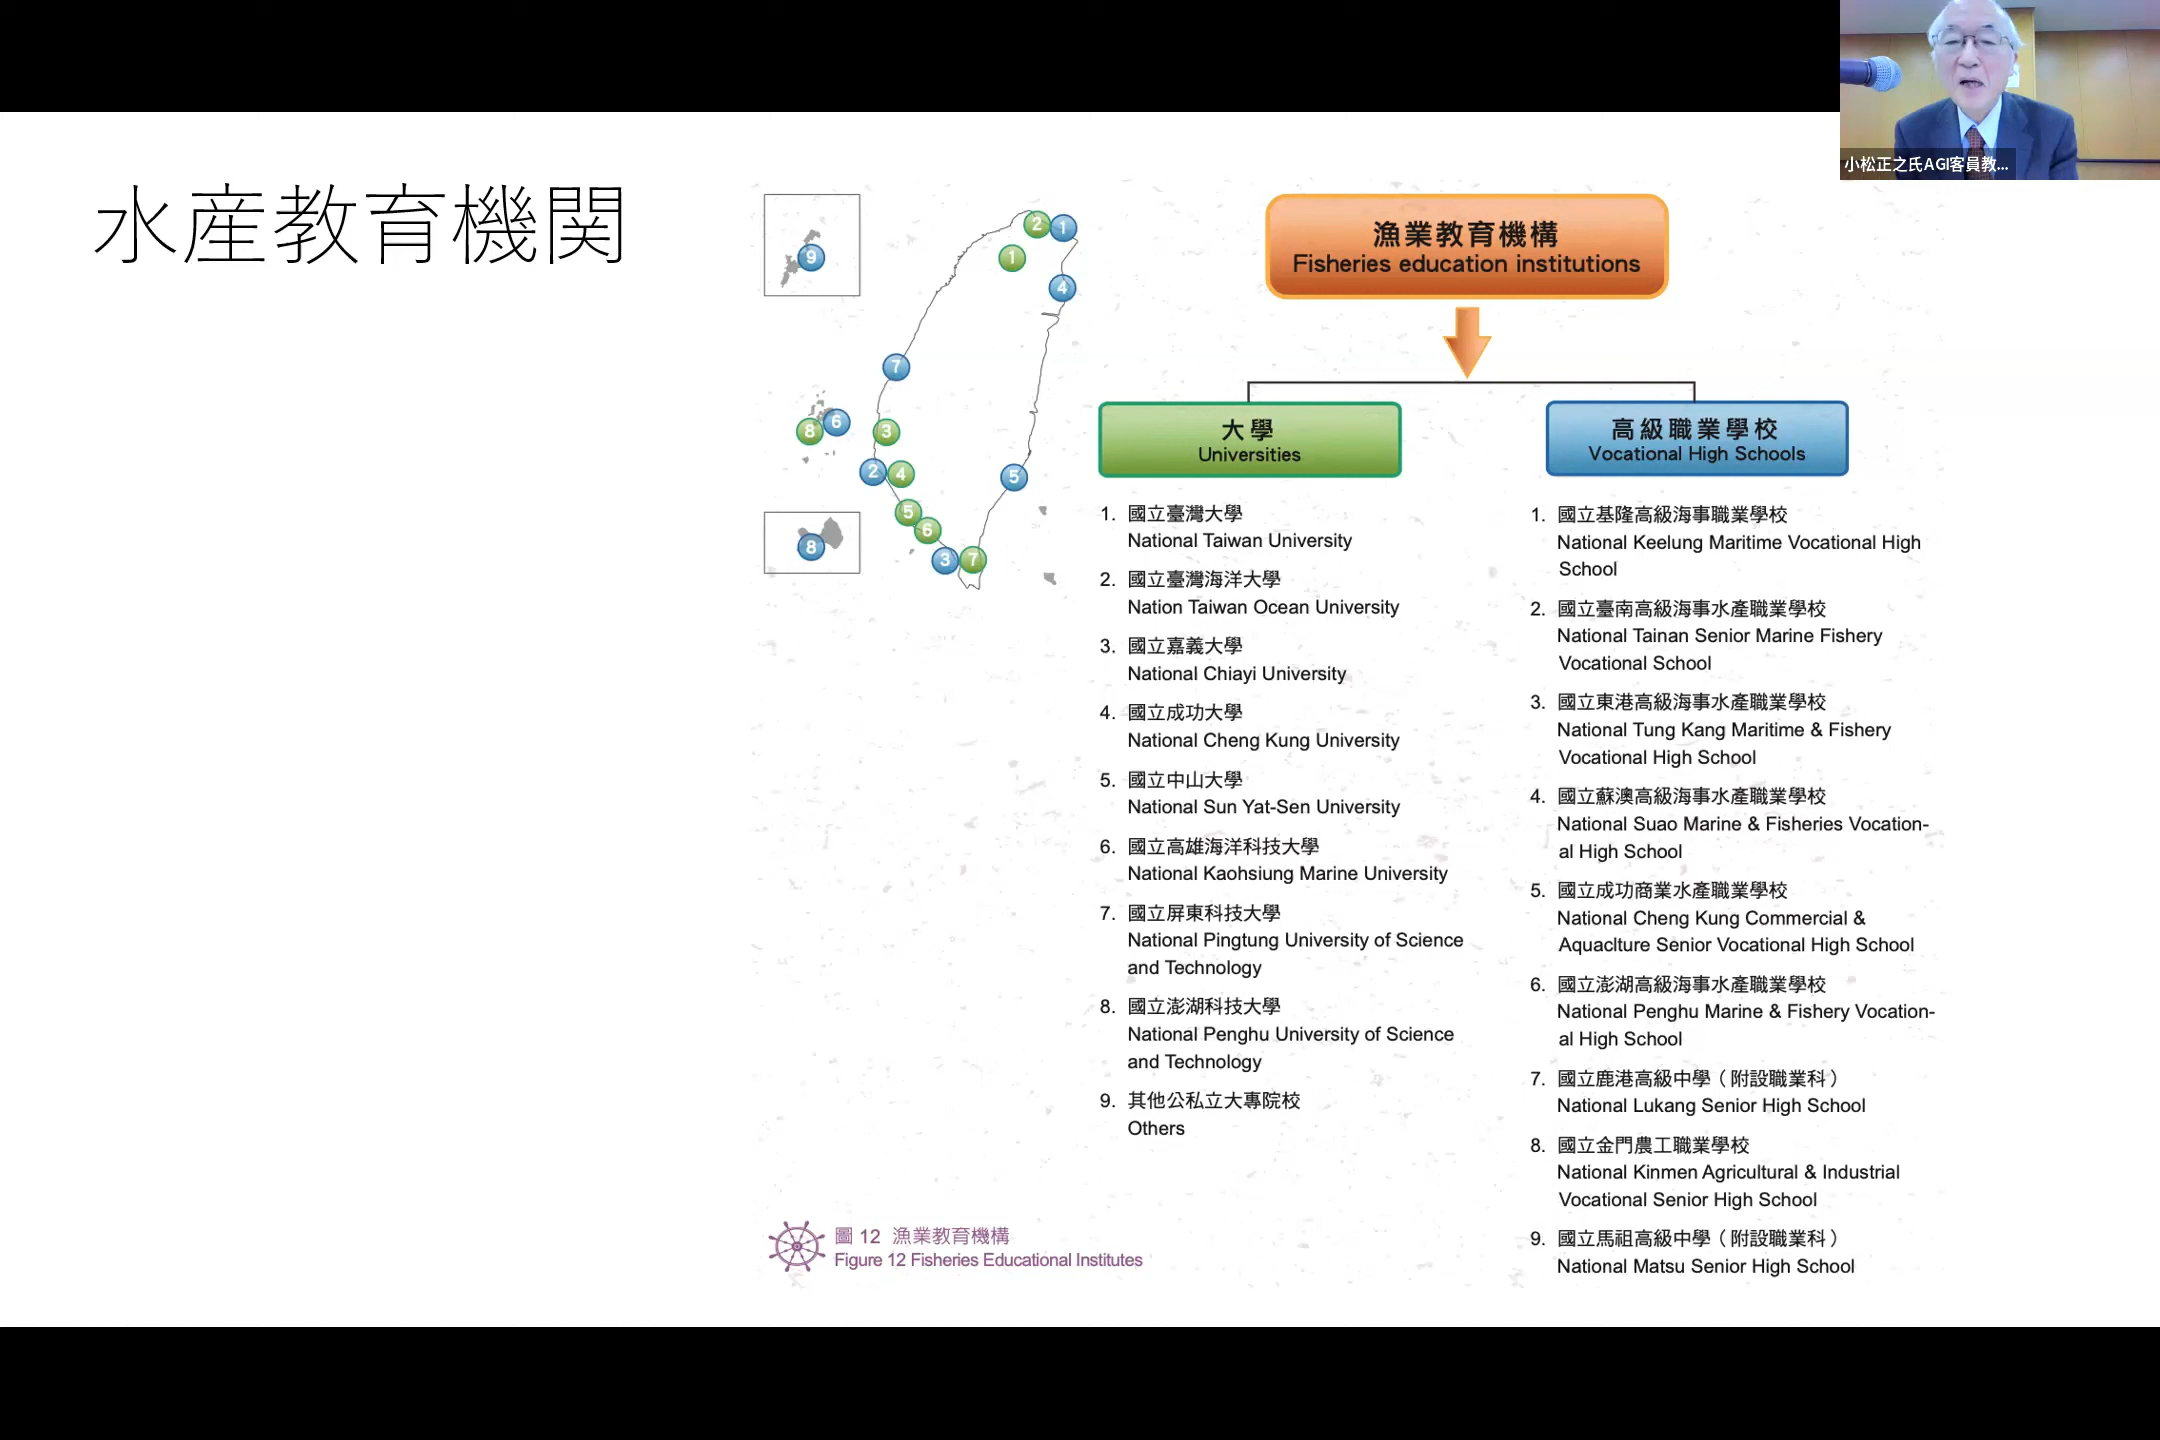 小松正之氏AGI客員教...
水産教育機関
9
2
1
1
4
7
8
6
3
2
4
5
5
6
8
3
7
漁業教育機構
Fisheries education institutions
大學
Universities
1. 國立臺灣大學
National Taiwan University
2. 國立臺灣海洋大學
Nation Taiwan Ocean University
3. 國立嘉義大學
National Chiayi University
4. 國立成功大學
National Cheng Kung University
5. 國立中山大學
National Sun Yat-Sen University
6. 國立高雄海洋科技大學
National Kaohsiung Marine University
7. 國立屏東科技大學
National Pingtung University of Science
and Technology
8. 國立澎湖科技大學
National Penghu University of Science
and Technology
9. 其他公私立大專院校
Others
高級職業學校
Vocational High Schools
1. 國立基隆高級海事職業學校
National Keelung Maritime Vocational High
School
2. 國立臺南高級海事水產職業學校
National Tainan Senior Marine Fishery
Vocational School
3. 國立東港高級海事水產職業學校
National Tung Kang Maritime & Fishery
Vocational High School
4. 國立蘇澳高級海事水產職業學校
National Suao Marine & Fisheries Vocation-
al High School
5. 國立成功商業水產職業學校
National Cheng Kung Commercial &
Aquaclture Senior Vocational High School
6. 國立澎湖高級海事水產職業學校
National Penghu Marine & Fishery Vocation-
al High School
7. 國立鹿港高級中學（附設職業科）
National Lukang Senior High School
8. 國立金門農工職業學校
National Kinmen Agricultural & Industrial
Vocational Senior High School
9. 國立馬祖高級中學（附設職業科）
National Matsu Senior High School
圖 12 漁業教育機構
Figure 12 Fisheries Educational Institutes